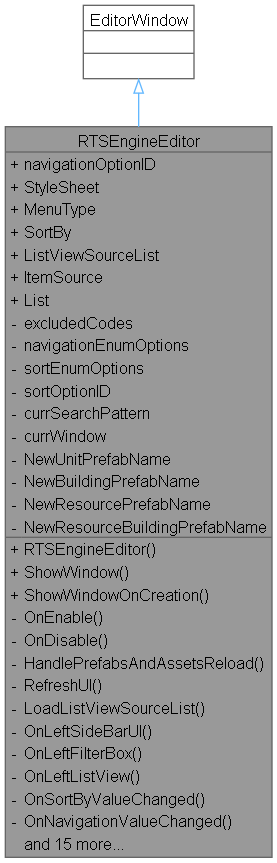 EditorWindow
RTSEngineEditor
+ navigationOptionID
+ StyleSheet
+ MenuType
+ SortBy
+ ListViewSourceList
+ ItemSource
+ List
- excludedCodes
- navigationEnumOptions
- sortEnumOptions
- sortOptionID
- currSearchPattern
- currWindow
- NewUnitPrefabName
- NewBuildingPrefabName
- NewResourcePrefabName
- NewResourceBuildingPrefabName
+ RTSEngineEditor()
+ ShowWindow()
+ ShowWindowOnCreation()
- OnEnable()
- OnDisable()
- HandlePrefabsAndAssetsReload()
- RefreshUI()
- LoadListViewSourceList()
- OnLeftSideBarUI()
- OnLeftFilterBox()
- OnLeftListView()
- OnSortByValueChanged()
- OnNavigationValueChanged()
and 15 more...